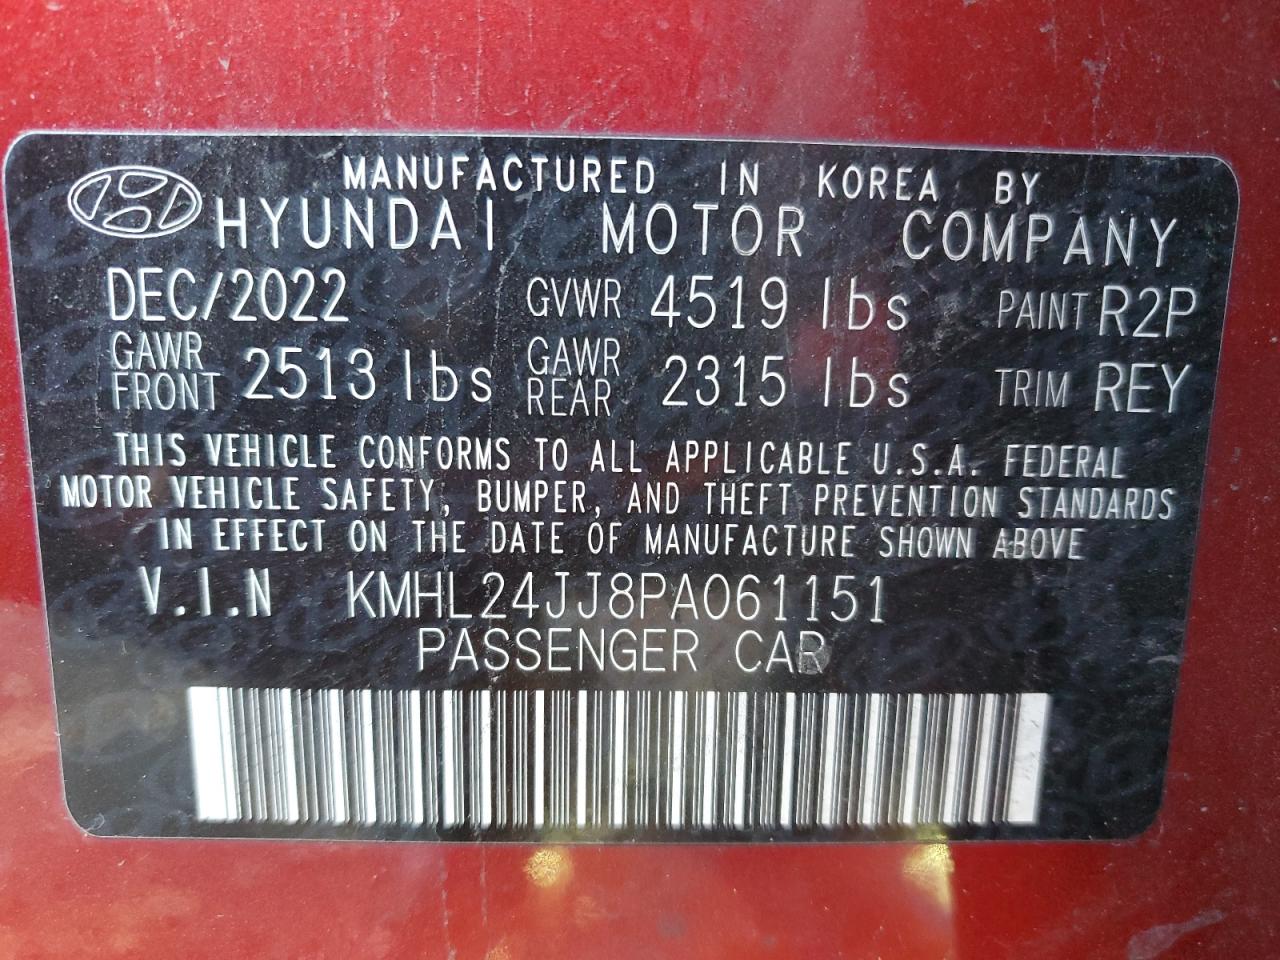 MANUFACTURED IN KOREA BY
HYUNDAI MOTOR COMPANY
DEC/2022 GVWR 4519 lbs PAINT R2P
GAWR FRONT 2513 lbs GAWR REAR 2315 lbs TRIM REY
THIS VEHICLE CONFORMS TO ALL APPLICABLE U.S.A. FEDERAL
MOTOR VEHICLE SAFETY, BUMPER, AND THEFT PREVENTION STANDARDS
IN EFFECT ON THE DATE OF MANUFACTURE SHOWN ABOVE
V.I.N KMHL24JJ8PA061151
PASSENGER CAR